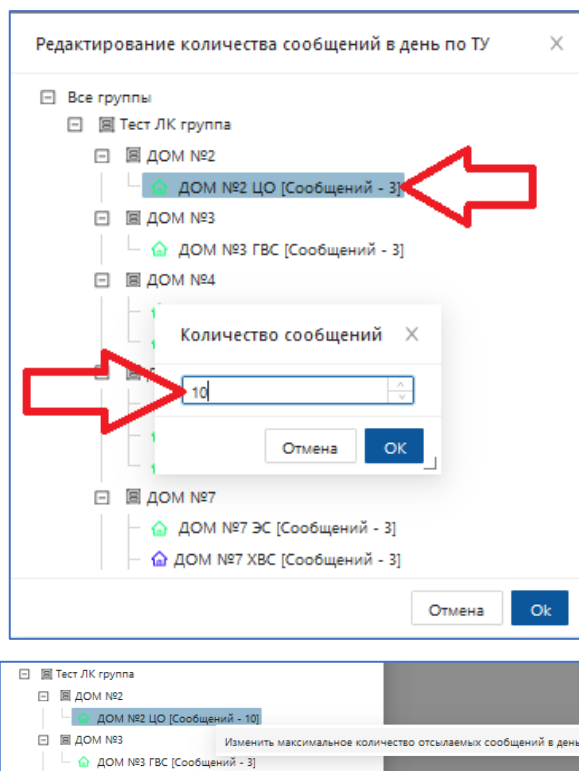 Редактирование количества сообщений в день по ТУ
Все группы
Тест ЛК группа
ДОМ №2
ДОМ №2 ЦО [Сообщений - 3]
ДОМ №3
ДОМ №3 ГВС [Сообщений - 3]
ДОМ №4
Количество сообщений
10
Отмена OK
ДОМ №7
ДОМ №7 ЭС [Сообщений - 3]
ДОМ №7 ХВС [Сообщений - 3]
Отмена Ok
Тест ЛК группа
ДОМ №2
ДОМ №2 ЦО [Сообщений - 10]
ДОМ №3
Изменить максимальное количество отсылаемых сообщений в день
ДОМ №3 ГВС [Сообщений - 3]